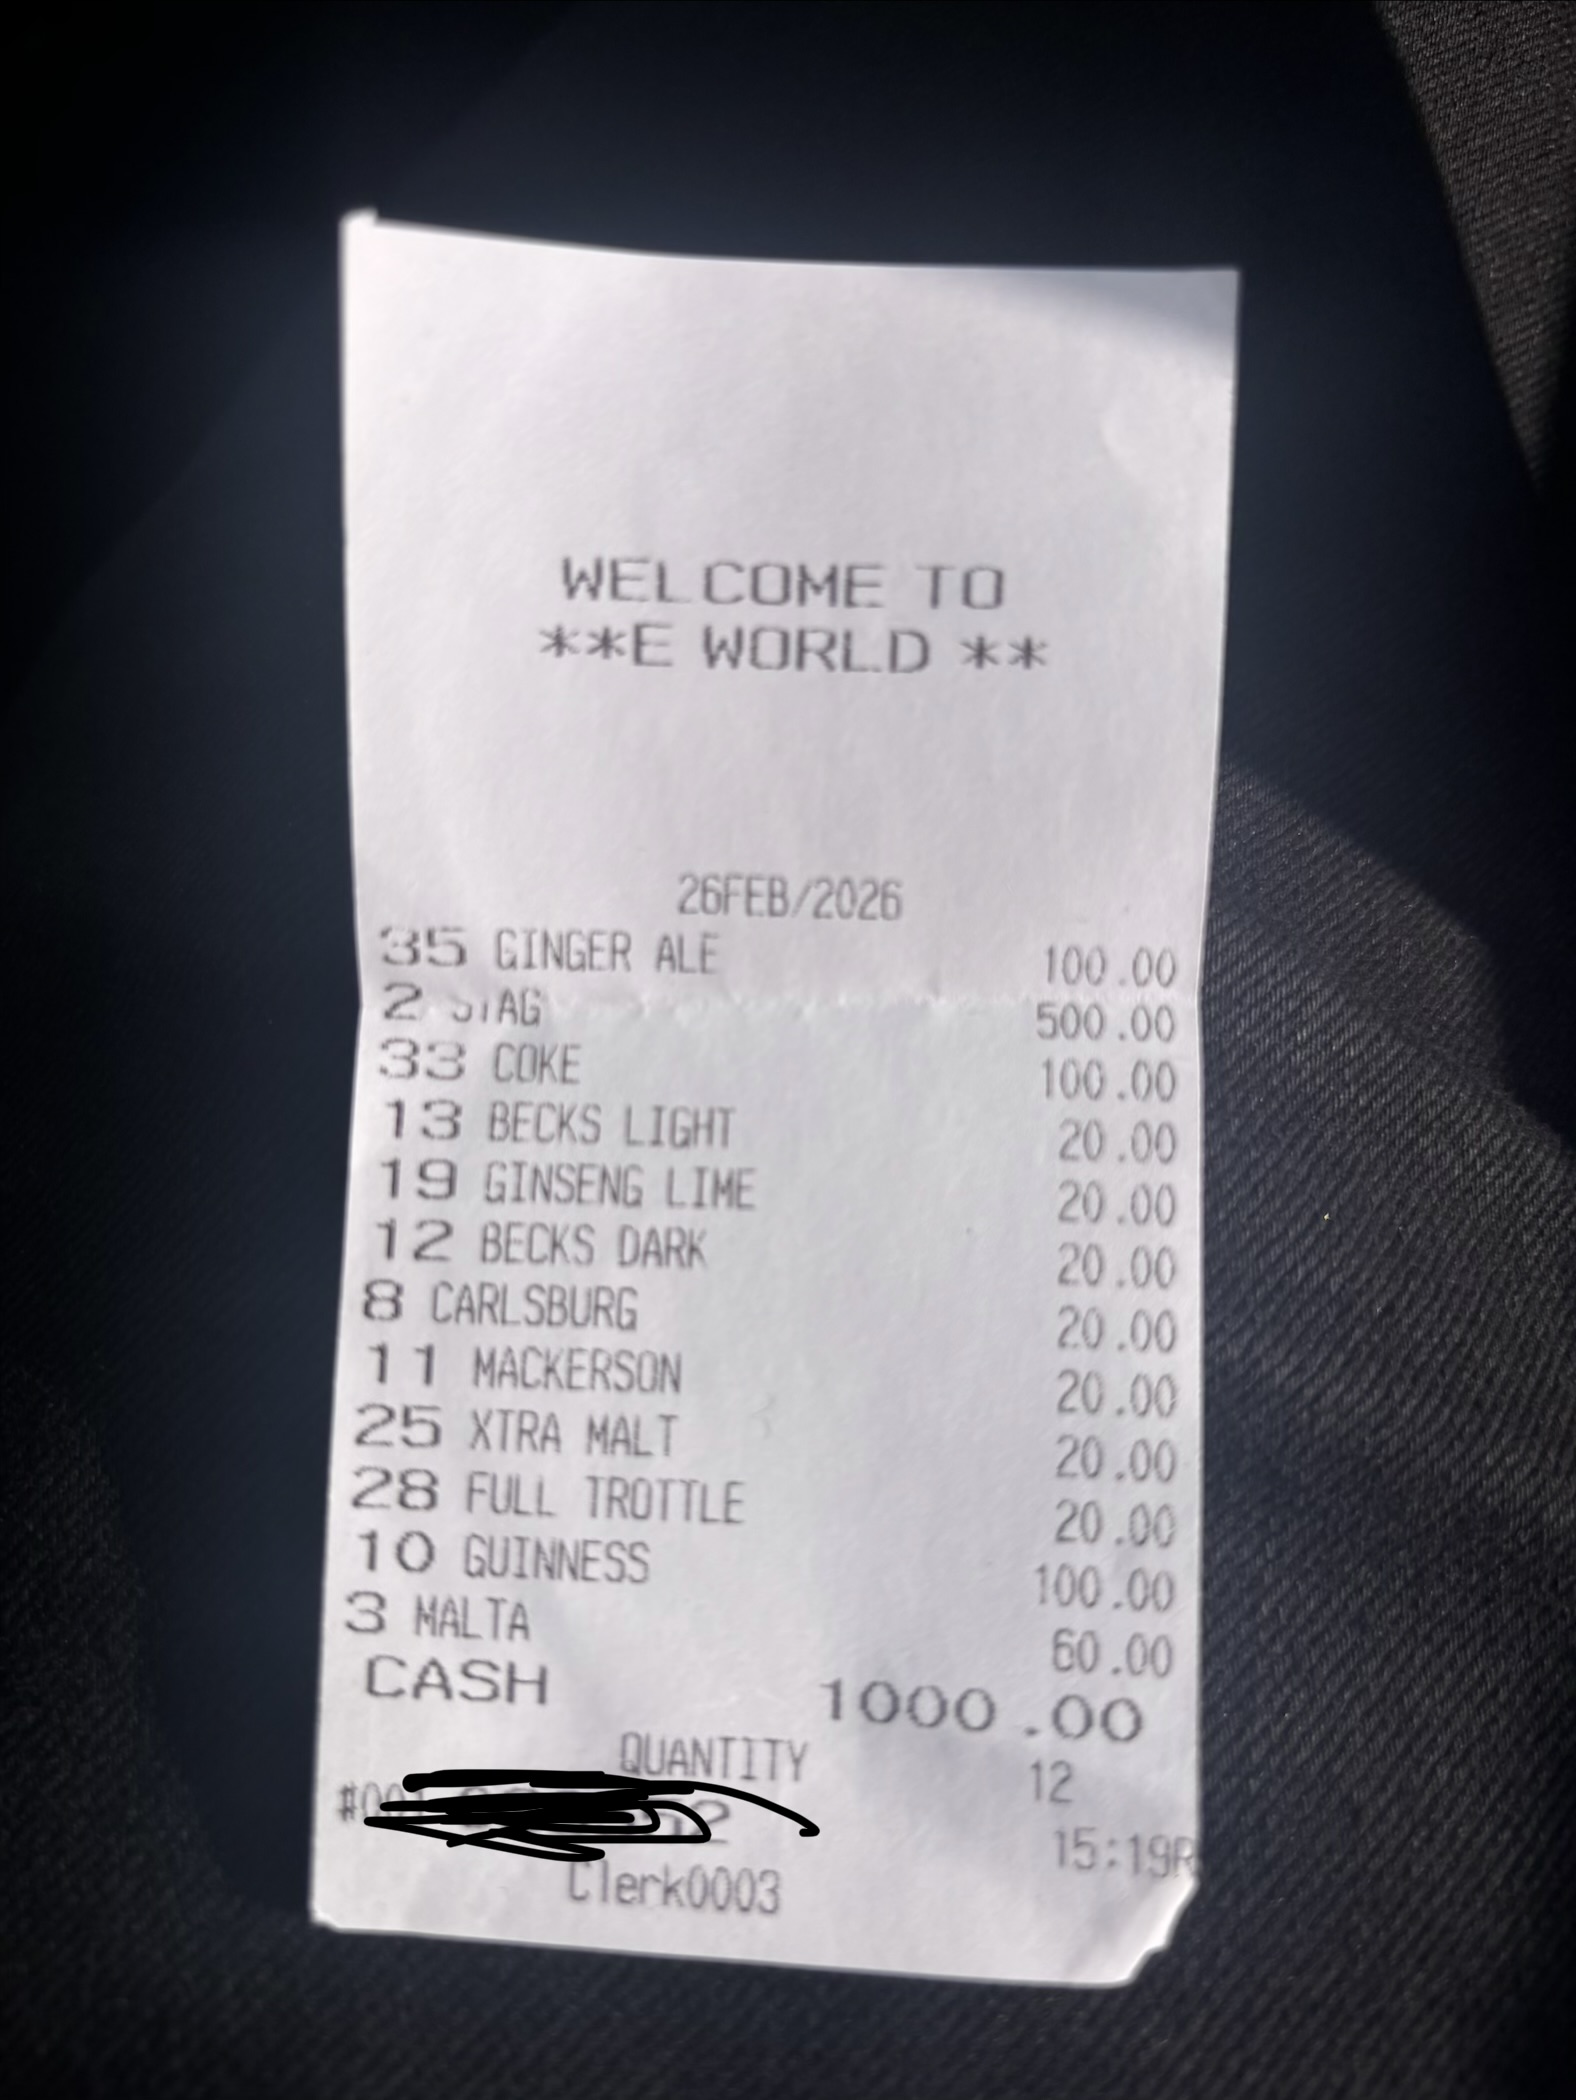 WELCOME TO
**E WORLD **
26FEB/2026
35 GINGER ALE 100.00
2 STAG 500.00
33 COKE 100.00
13 BECKS LIGHT 20.00
19 GINSENG LIME 20.00
12 BECKS DARK 20.00
8 CARLSBURG 20.00
11 MACKERSON 20.00
25 XTRA MALT 20.00
28 FULL TROTTLE 20.00
10 GUINNESS 100.00
3 MALTA 60.00
CASH 1000.00
QUANTITY 12
15:19R
Clerk0003